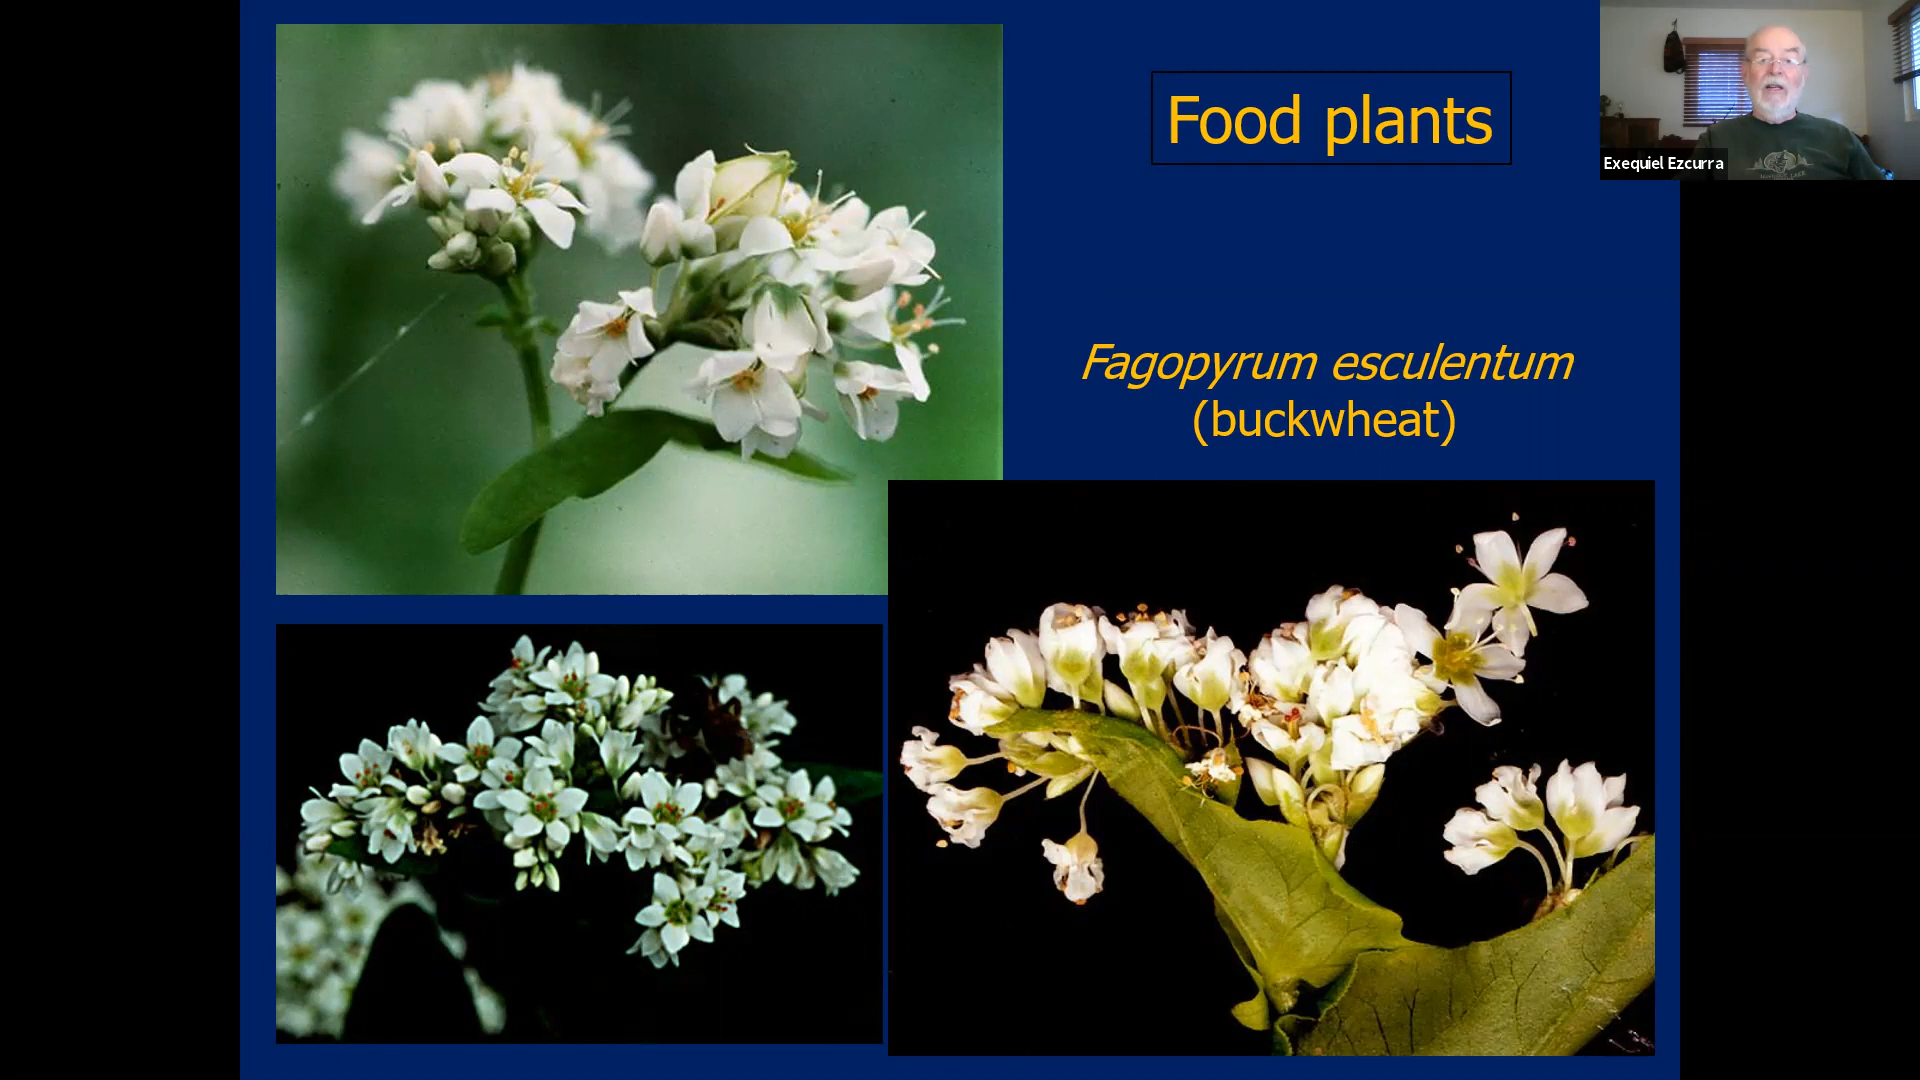 Food plants
Exequiel Ezcurra
Fagopyrum esculentum
(buckwheat)